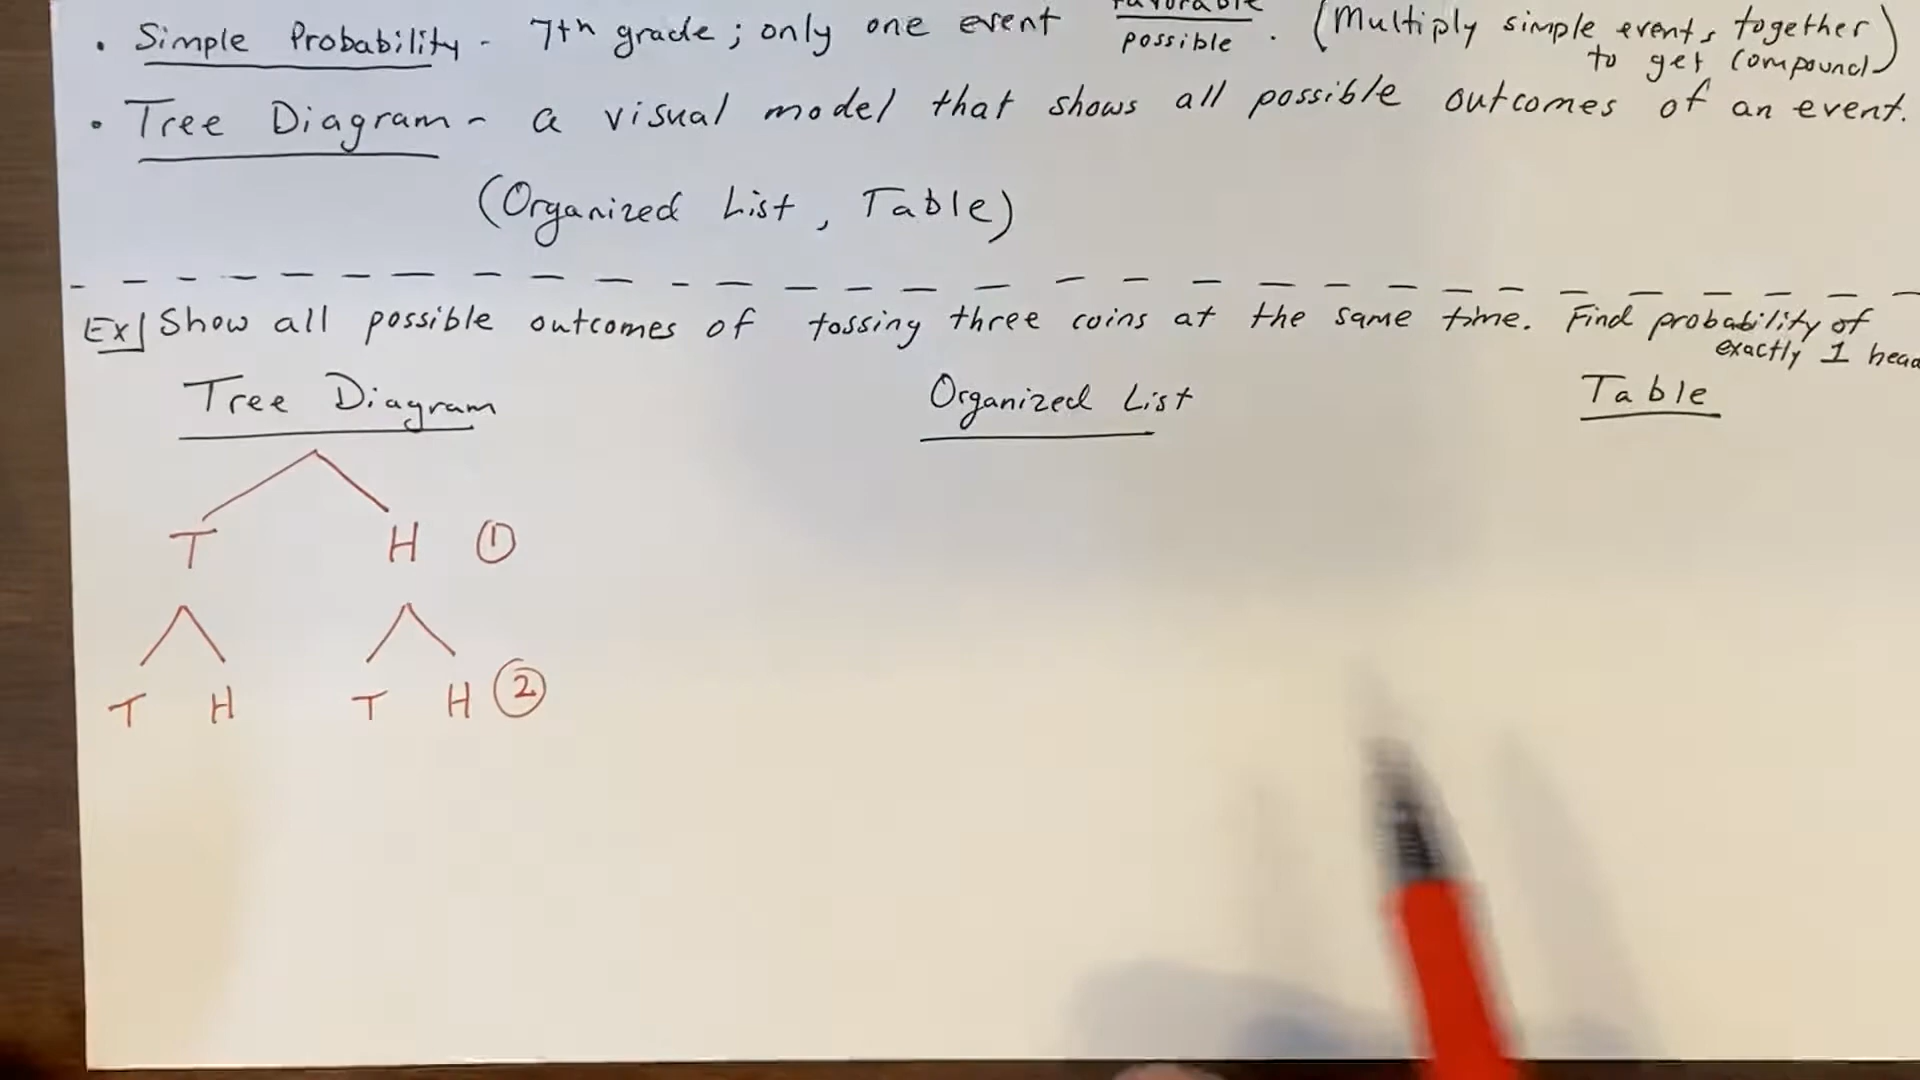 • Simple Probability - 7th grade; only one event favorable / possible . (Multiply simple events together
to get compound)
• Tree Diagram - a visual model that shows all possible outcomes of an event.
(Organized List, Table)
Ex| Show all possible outcomes of tossing three coins at the same time. Find probability of
exactly 1 head
Tree Diagram Organized List Table
T H ①
T H T H ②